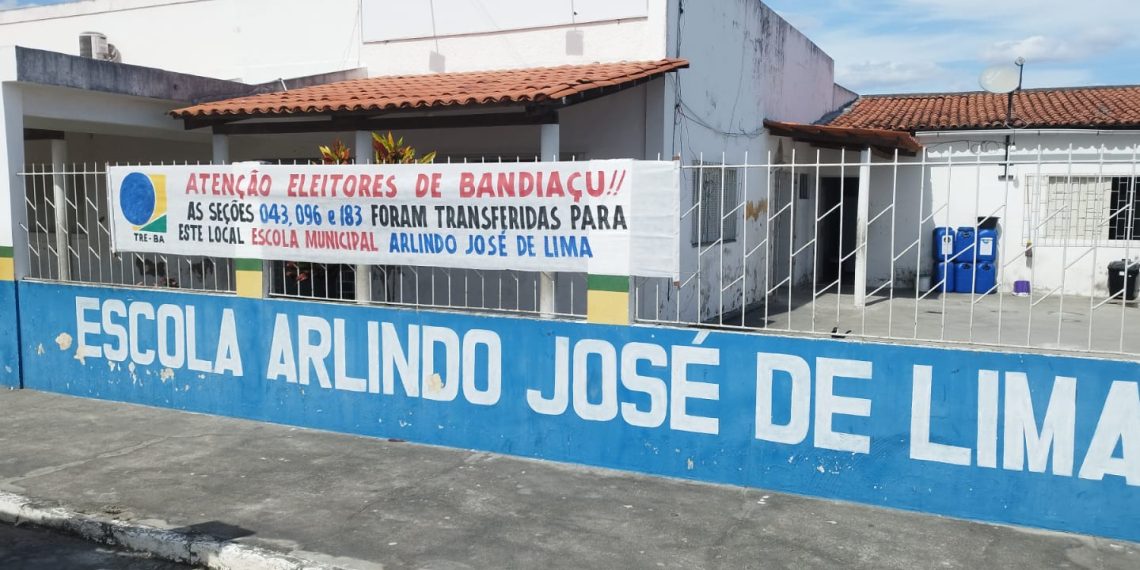 ATENÇÃO ELEITORES DE BANDIAÇU!!
AS SEÇÕES 043, 096 e 183 FORAM TRANSFERIDAS PARA
ESTE LOCAL ESCOLA MUNICIPAL ARLINDO JOSÉ DE LIMA
TRE-BA
ESCOLA ARLINDO JOSÉ DE LIMA